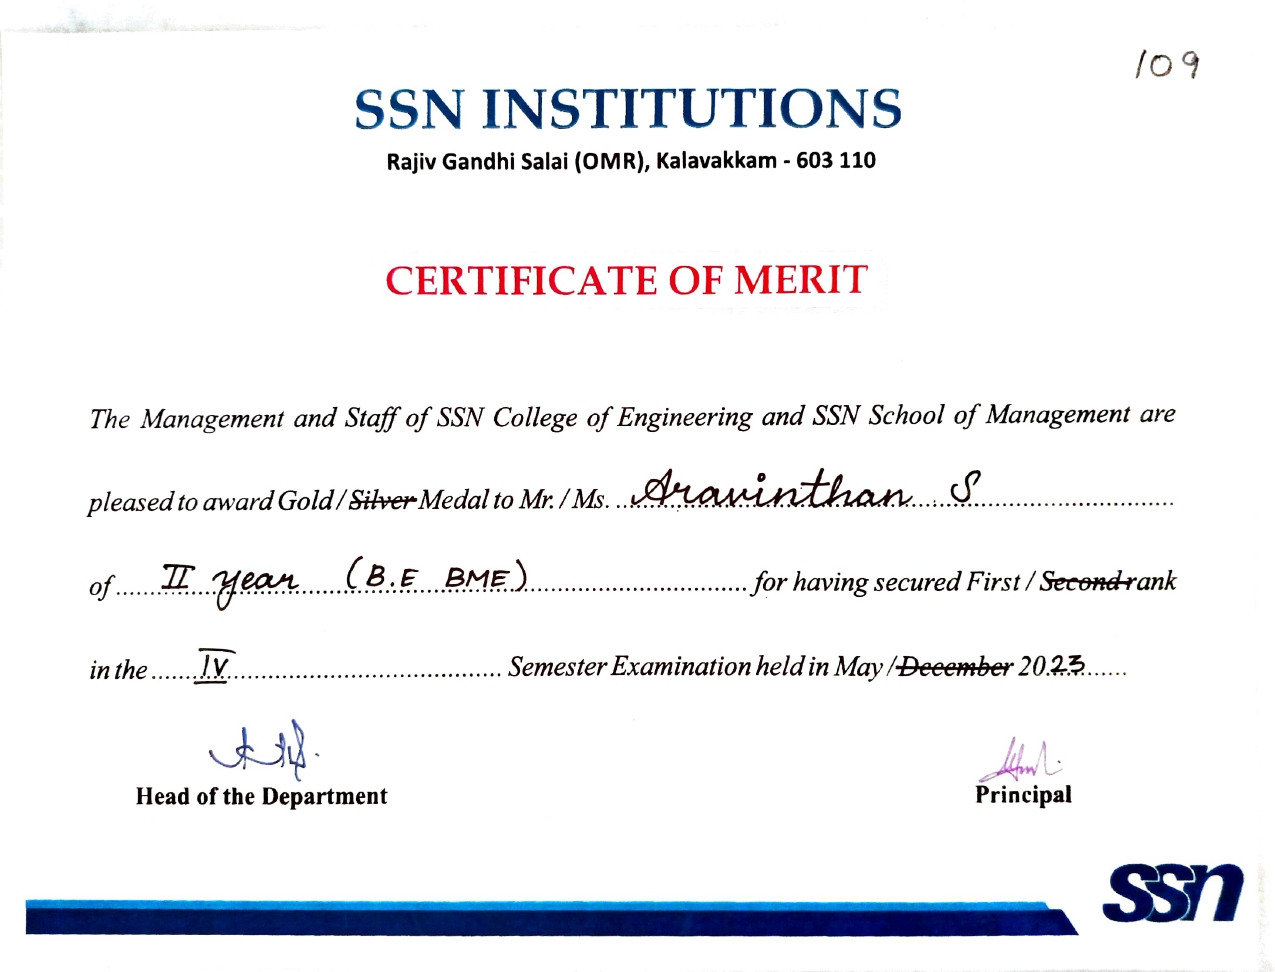 109
SSN INSTITUTIONS
Rajiv Gandhi Salai (OMR), Kalavakkam - 603 110
CERTIFICATE OF MERIT
The Management and Staff of SSN College of Engineering and SSN School of Management are
pleased to award Gold / Silver Medal to Mr. / Ms. Aravinthan S
of II year (B.E BME) for having secured First / Second rank
in the IV Semester Examination held in May / December 2023
Head of the Department
Principal
ssn